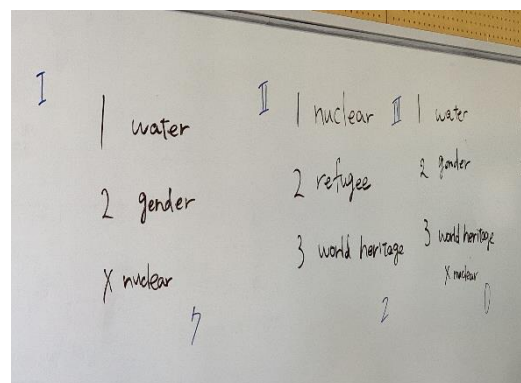 I
1 water
2 gender
X nuclear
7
II
1 nuclear
2 refugee
3 world heritage
2
III
1 water
2 gender
3 world heritage
X nuclear